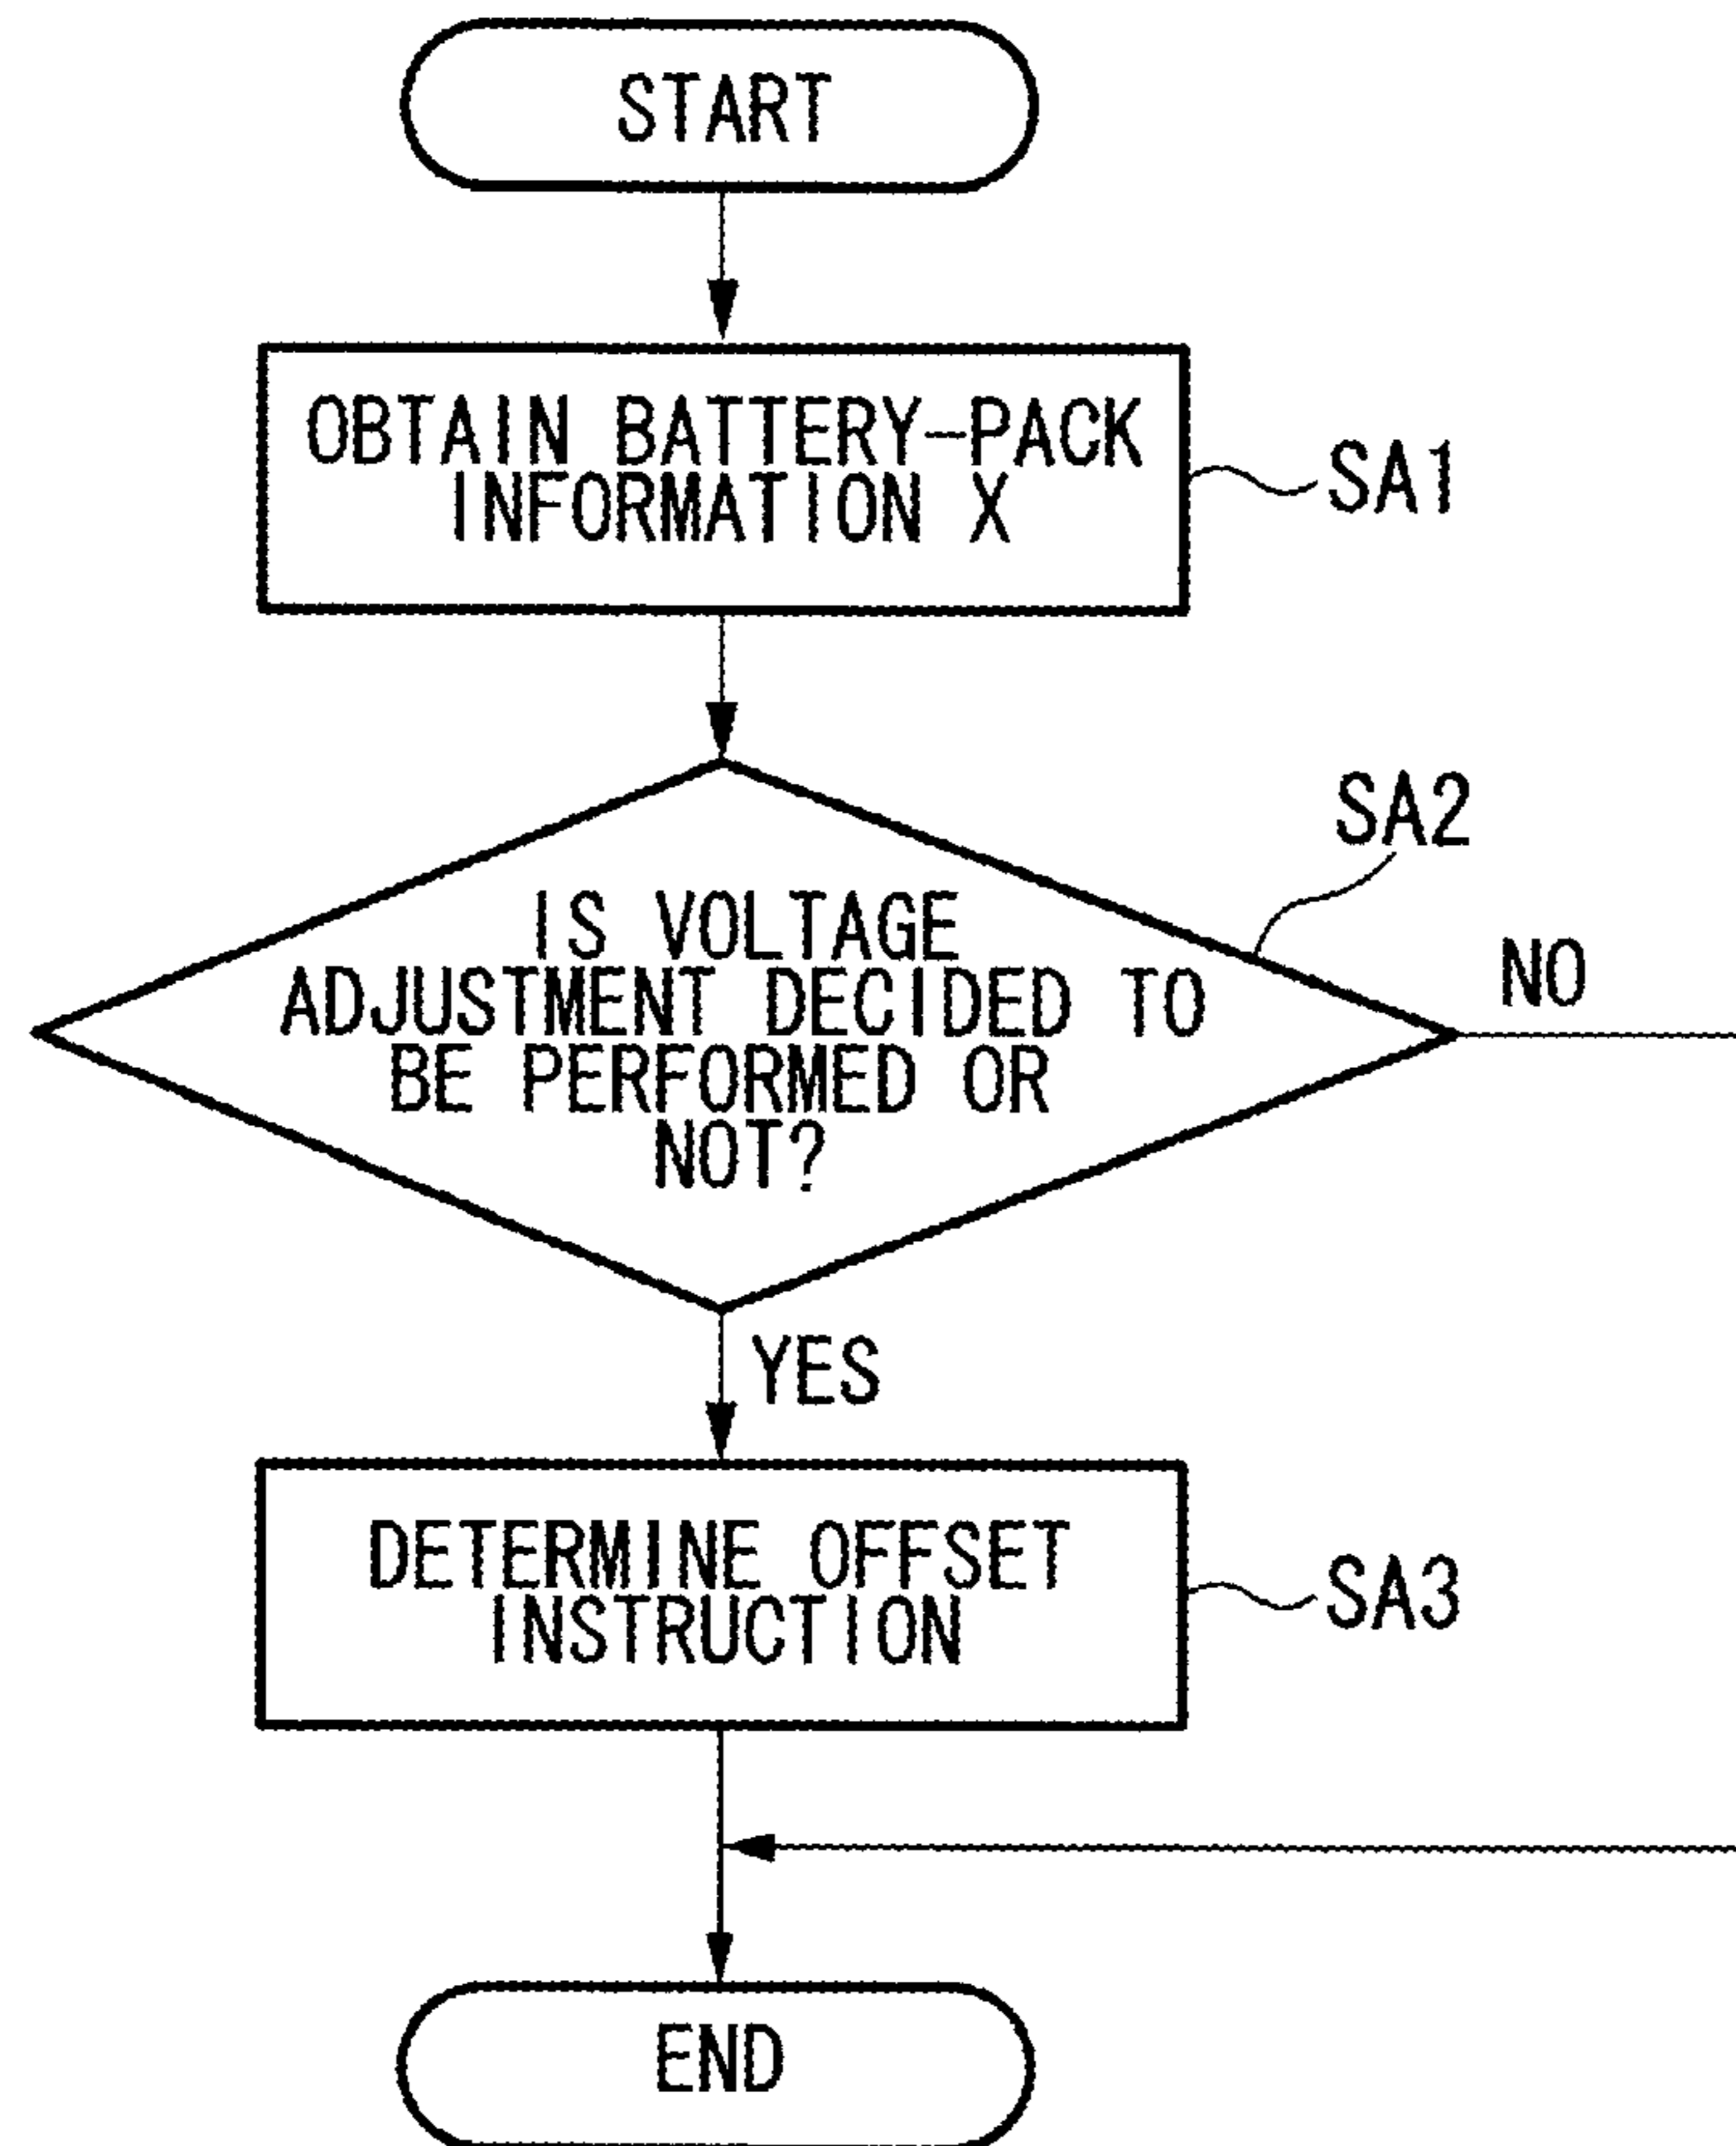 START
OBTAIN BATTERY-PACK
INFORMATION X
SA1
SA2
IS VOLTAGE
ADJUSTMENT DECIDED TO
BE PERFORMED OR
NOT?
NO
YES
DETERMINE OFFSET
INSTRUCTION
SA3
END